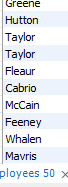 Greene
Hutton
Taylor
Taylor
Fleaur
Cabrio
McCain
Feeney
Whalen
Mavris
ployees 50 ×